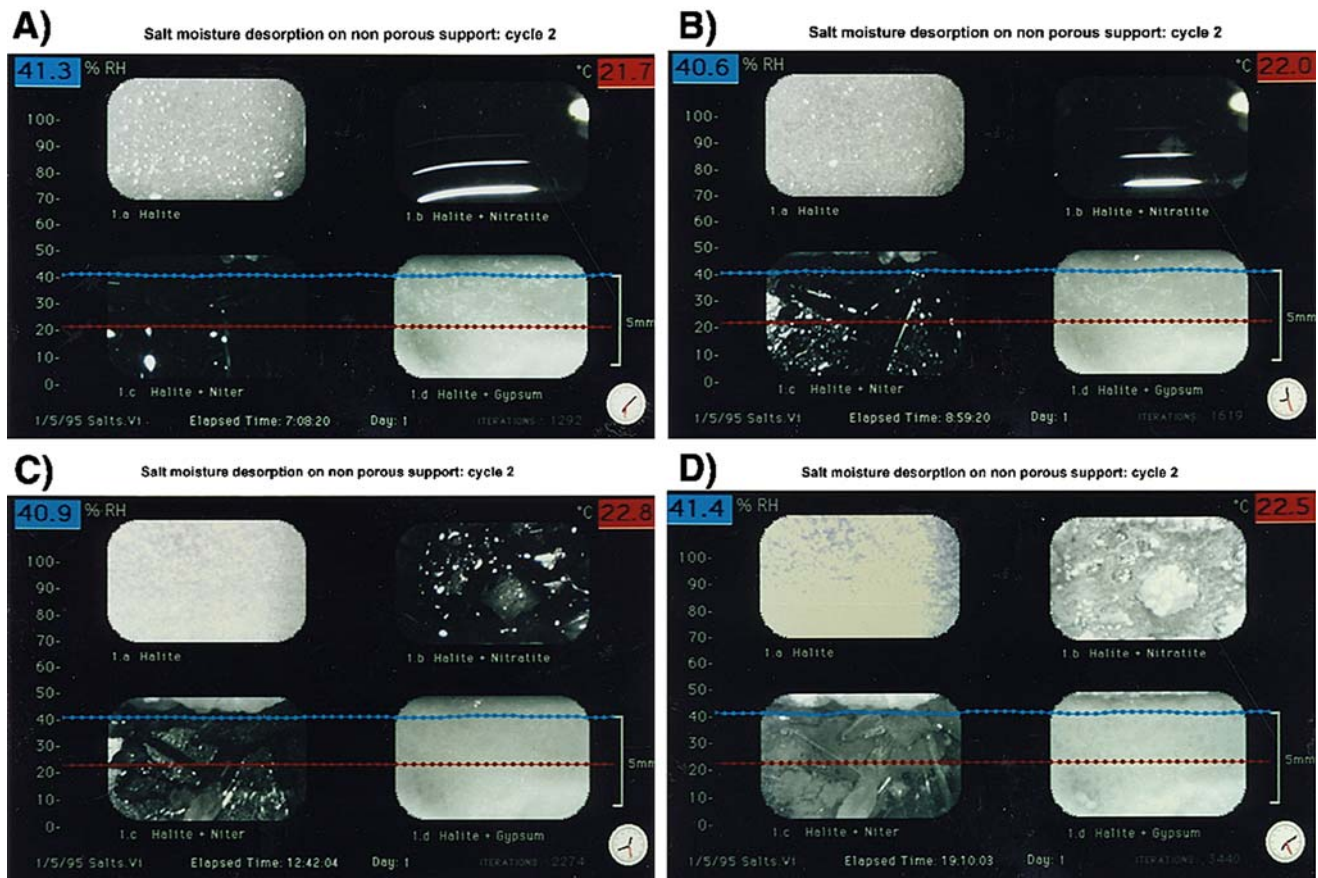 A)
Salt moisture desorption on non porous support: cycle 2
41.3 % RH °C 21.7
100-
90-
80-
70-
1.a Halite 1.b Halite + Nitratite
60-
50-
40-
30-
20-
5mm
10-
0-
1.c Halite + Niter 1.d Halite + Gypsum
1/5/95 Salts.Vi Elapsed Time: 7:08:20 Day: 1 ITERATIONS : 1292
B)
Salt moisture desorption on non porous support: cycle 2
40.6 % RH °C 22.0
100-
90-
80-
70-
1.a Halite 1.b Halite + Nitratite
60-
50-
40-
30-
20-
5mm
10-
0-
1.c Halite + Niter 1.d Halite + Gypsum
1/5/95 Salts.Vi Elapsed Time: 8:59:20 Day: 1 ITERATIONS : 1619
C)
Salt moisture desorption on non porous support: cycle 2
40.9 % RH °C 22.8
100-
90-
80-
70-
1.a Halite 1.b Halite + Nitratite
60-
50-
40-
30-
20-
5mm
10-
0-
1.c Halite + Niter 1.d Halite + Gypsum
1/5/95 Salts.Vi Elapsed Time: 12:42:04 Day: 1 ITERATIONS : 2274
D)
Salt moisture desorption on non porous support: cycle 2
41.4 % RH °C 22.5
100-
90-
80-
70-
1.a Halite 1.b Halite + Nitratite
60-
50-
40-
30-
20-
5mm
10-
0-
1.c Halite + Niter 1.d Halite + Gypsum
1/5/95 Salts.Vi Elapsed Time: 19:10:03 Day: 1 ITERATIONS : 3440